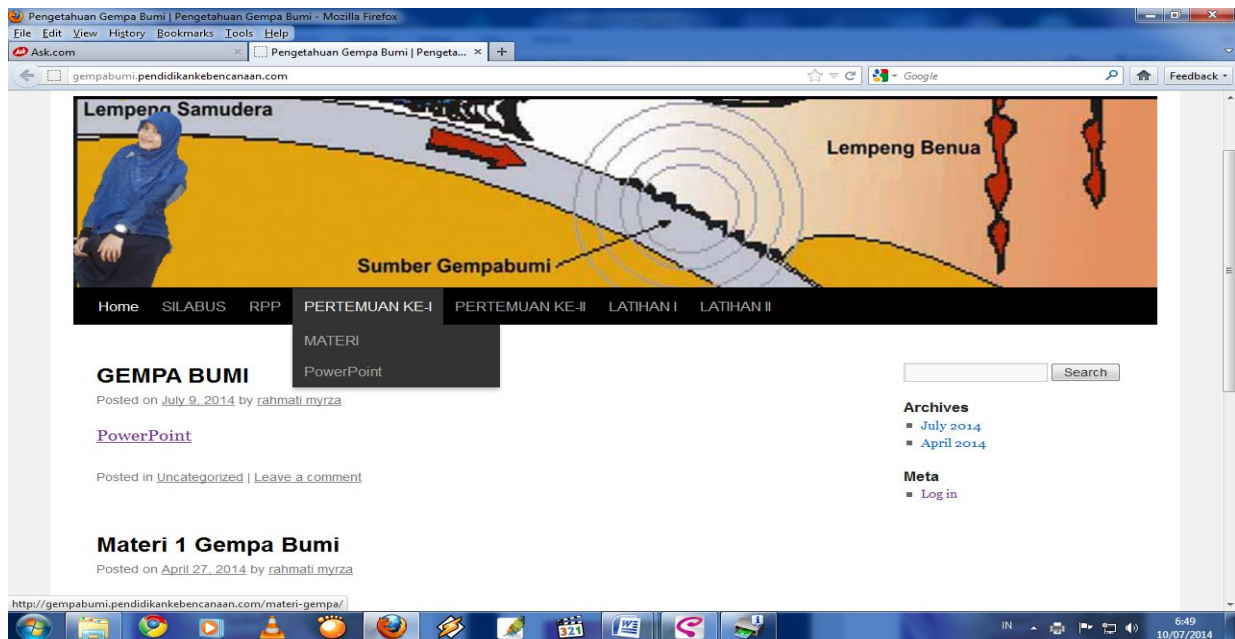 Pengetahuan Gempa Bumi | Pengetahuan Gempa Bumi - Mozilla Firefox
File Edit View History Bookmarks Tools Help
Ask.com
Pengetahuan Gempa Bumi | Pengeta...
gempabumi.pendidikankebencanaan.com
Google
Feedback
Lempeng Samudera
Lempeng Benua
Sumber Gempabumi
Home SILABUS RPP PERTEMUAN KE-I PERTEMUAN KE-II LATIHAN I LATIHAN II
MATERI
PowerPoint
GEMPA BUMI
Posted on July 9, 2014 by rahmati myrza
PowerPoint
Posted in Uncategorized | Leave a comment
Search
Archives
July 2014
April 2014
Meta
Log in
Materi 1 Gempa Bumi
Posted on April 27, 2014 by rahmati myrza
http://gempabumi.pendidikankebencanaan.com/materi-gempa/
321
IN
6:49
10/07/2014